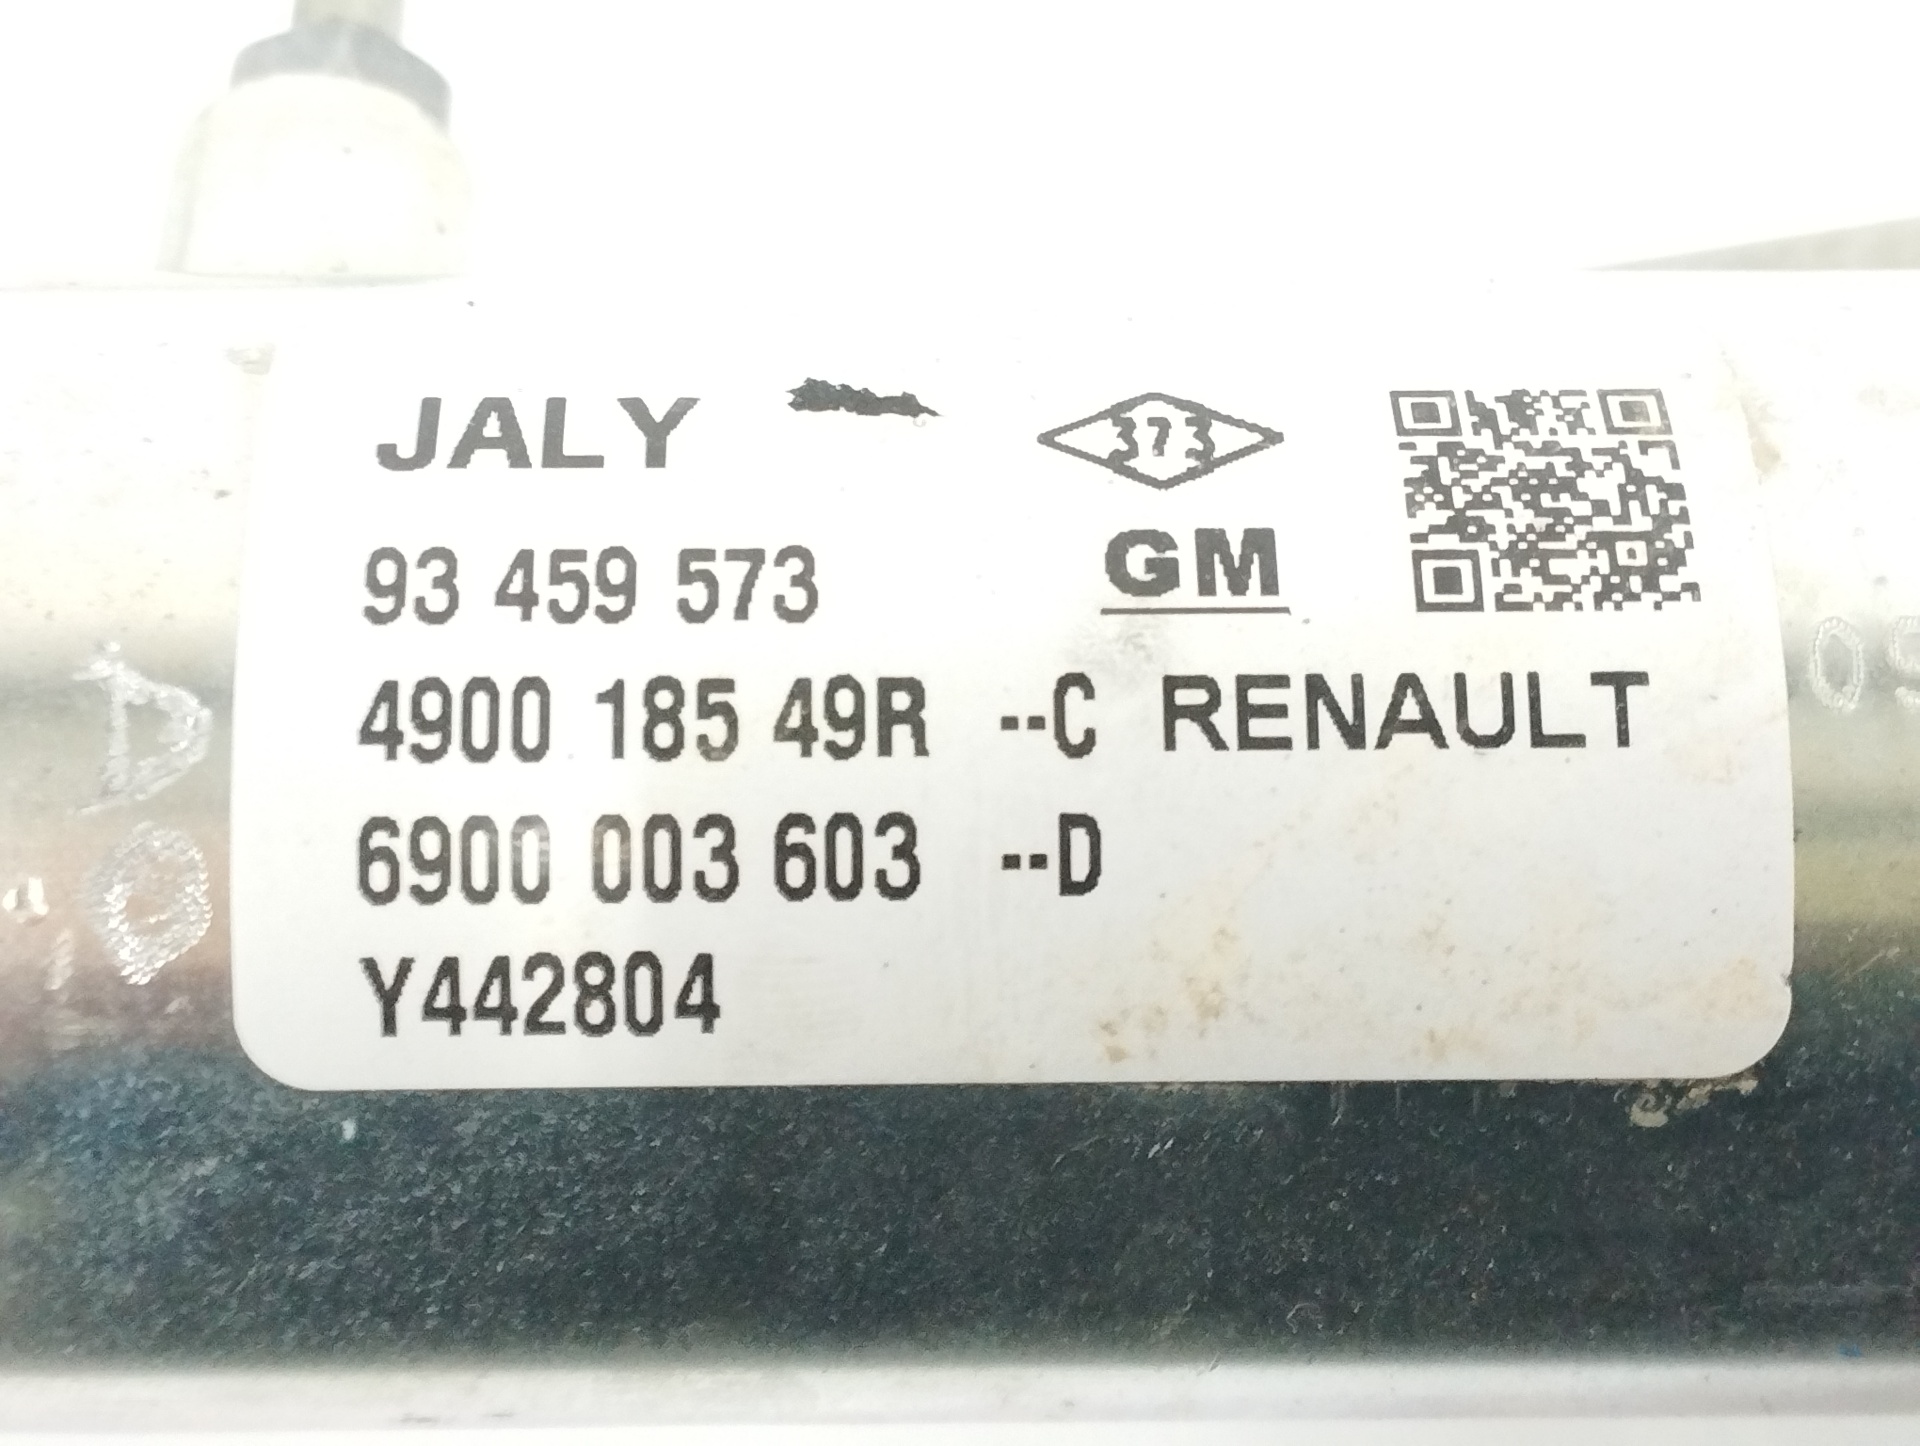 JALY 373
93 459 573 GM
4900 185 49R --C RENAULT
6900 003 603 --D
Y442804